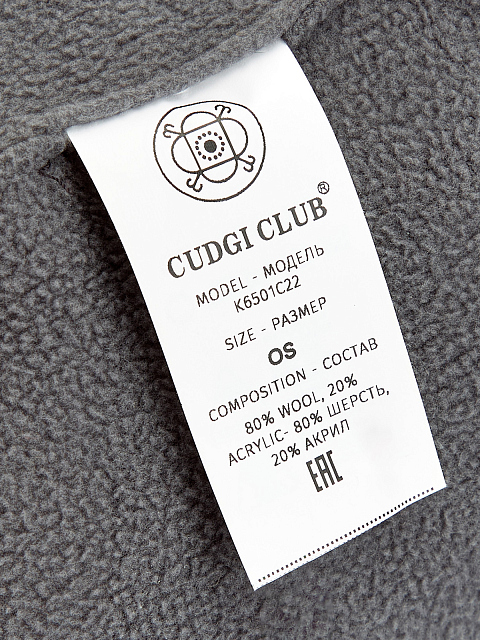 CUDGI CLUB®
MODEL - МОДЕЛЬ
K6501C22
SIZE - РАЗМЕР
OS
COMPOSITION - СОСТАВ
80% WOOL, 20%
ACRYLIC- 80% ШЕРСТЬ,
20% АКРИЛ
EAC